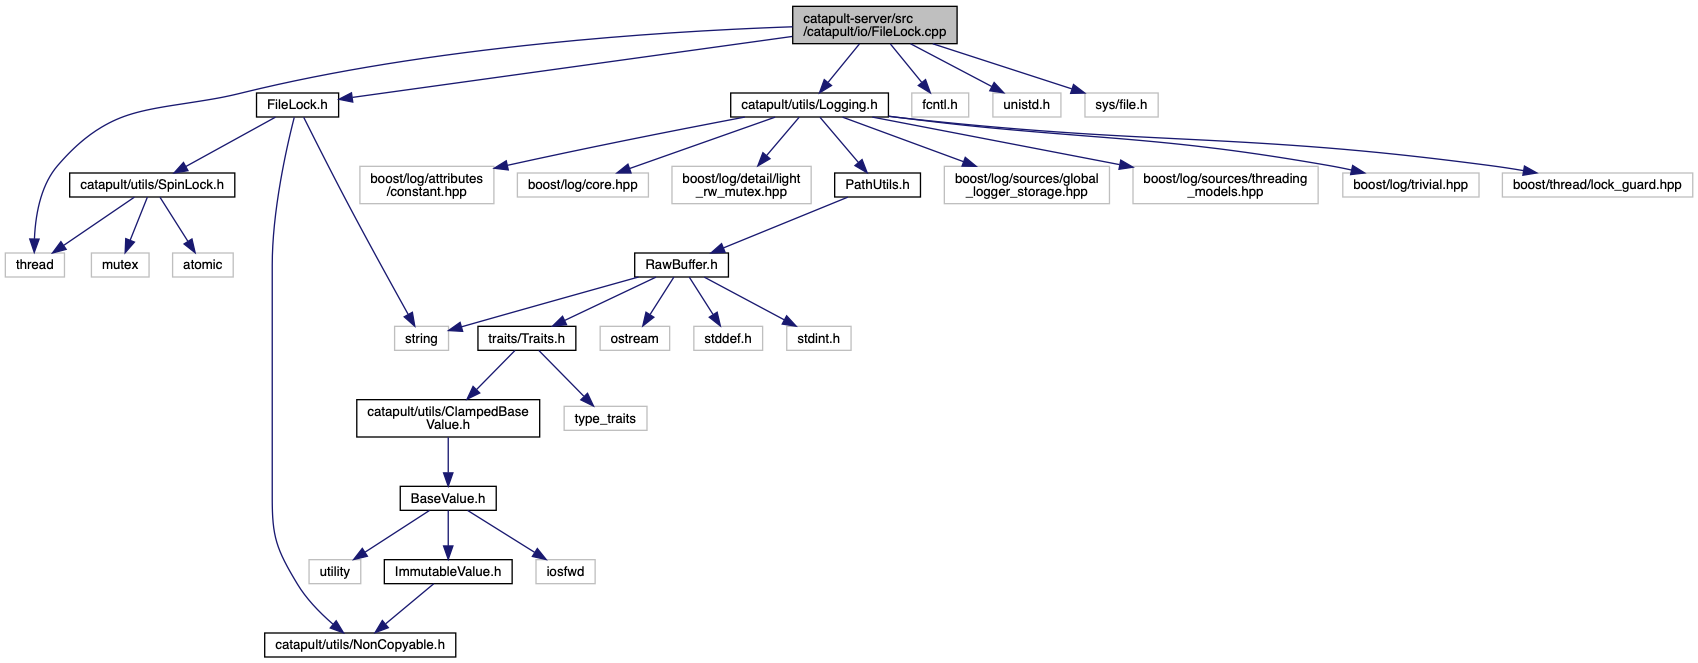 catapult-server/src
/catapult/io/FileLock.cpp
FileLock.h
catapult/utils/Logging.h
fcntl.h
unistd.h
sys/file.h
catapult/utils/SpinLock.h
boost/log/attributes
/constant.hpp
boost/log/core.hpp
boost/log/detail/light
_rw_mutex.hpp
PathUtils.h
boost/log/sources/global
_logger_storage.hpp
boost/log/sources/threading
_models.hpp
boost/log/trivial.hpp
boost/thread/lock_guard.hpp
thread
mutex
atomic
RawBuffer.h
string
traits/Traits.h
ostream
stddef.h
stdint.h
catapult/utils/ClampedBase
Value.h
type_traits
BaseValue.h
utility
ImmutableValue.h
iosfwd
catapult/utils/NonCopyable.h